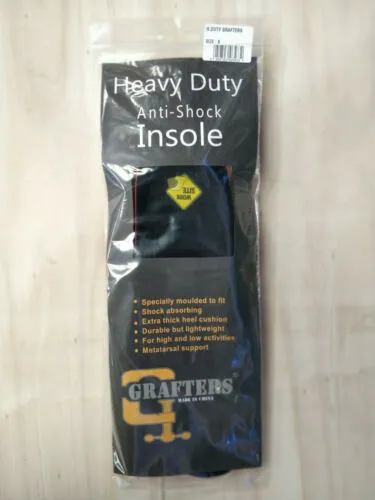 H.DUTY GRAFTERS
SIZE : 8
Heavy Duty
Anti-Shock
Insole
WORK
SITE
• Specially moulded to fit
• Shock absorbing
• Extra thick heel cushion
• Durable but lightweight
• For high and low activities
• Metatarsal support
GRAFTERS®
MADE IN CHINA